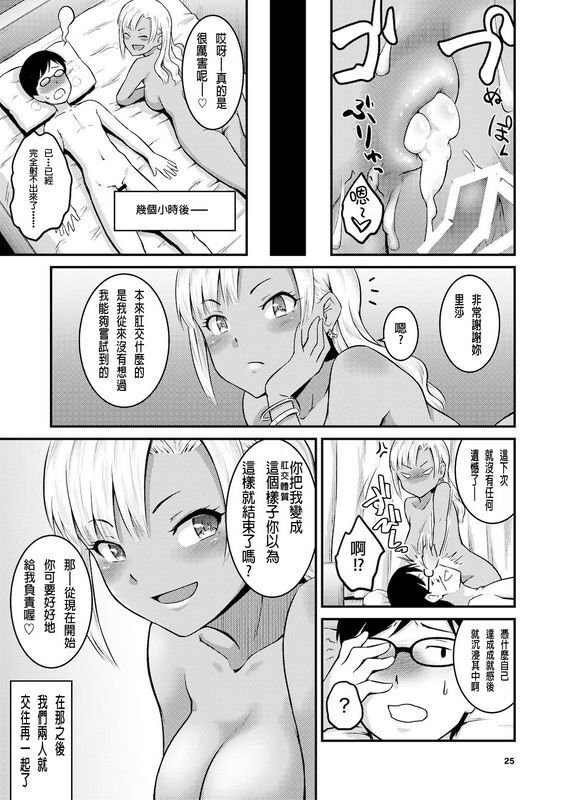 ゴプ
ぬぽっ
ぶりゅっ
嗯~♥
哎呀—真的是
很厲害呢—♡
已…已經
完全射不出來了……
幾個小時後——
非常謝謝妳
里莎
嗯?
本來肛交什麼的
是我從來沒有想過
我能夠嘗試到的
這下次
就沒有任何
遺憾了—
啊!?
憑什麼自己
達成成就感後
就沉浸其中啊
?
你把我變成
肛交體質
這個樣子你以為
這樣就結束了嗎?
那—從現在開始
你可要好好地
給我負責喔♡
在那之後
我們兩人就
交往再一起了
25